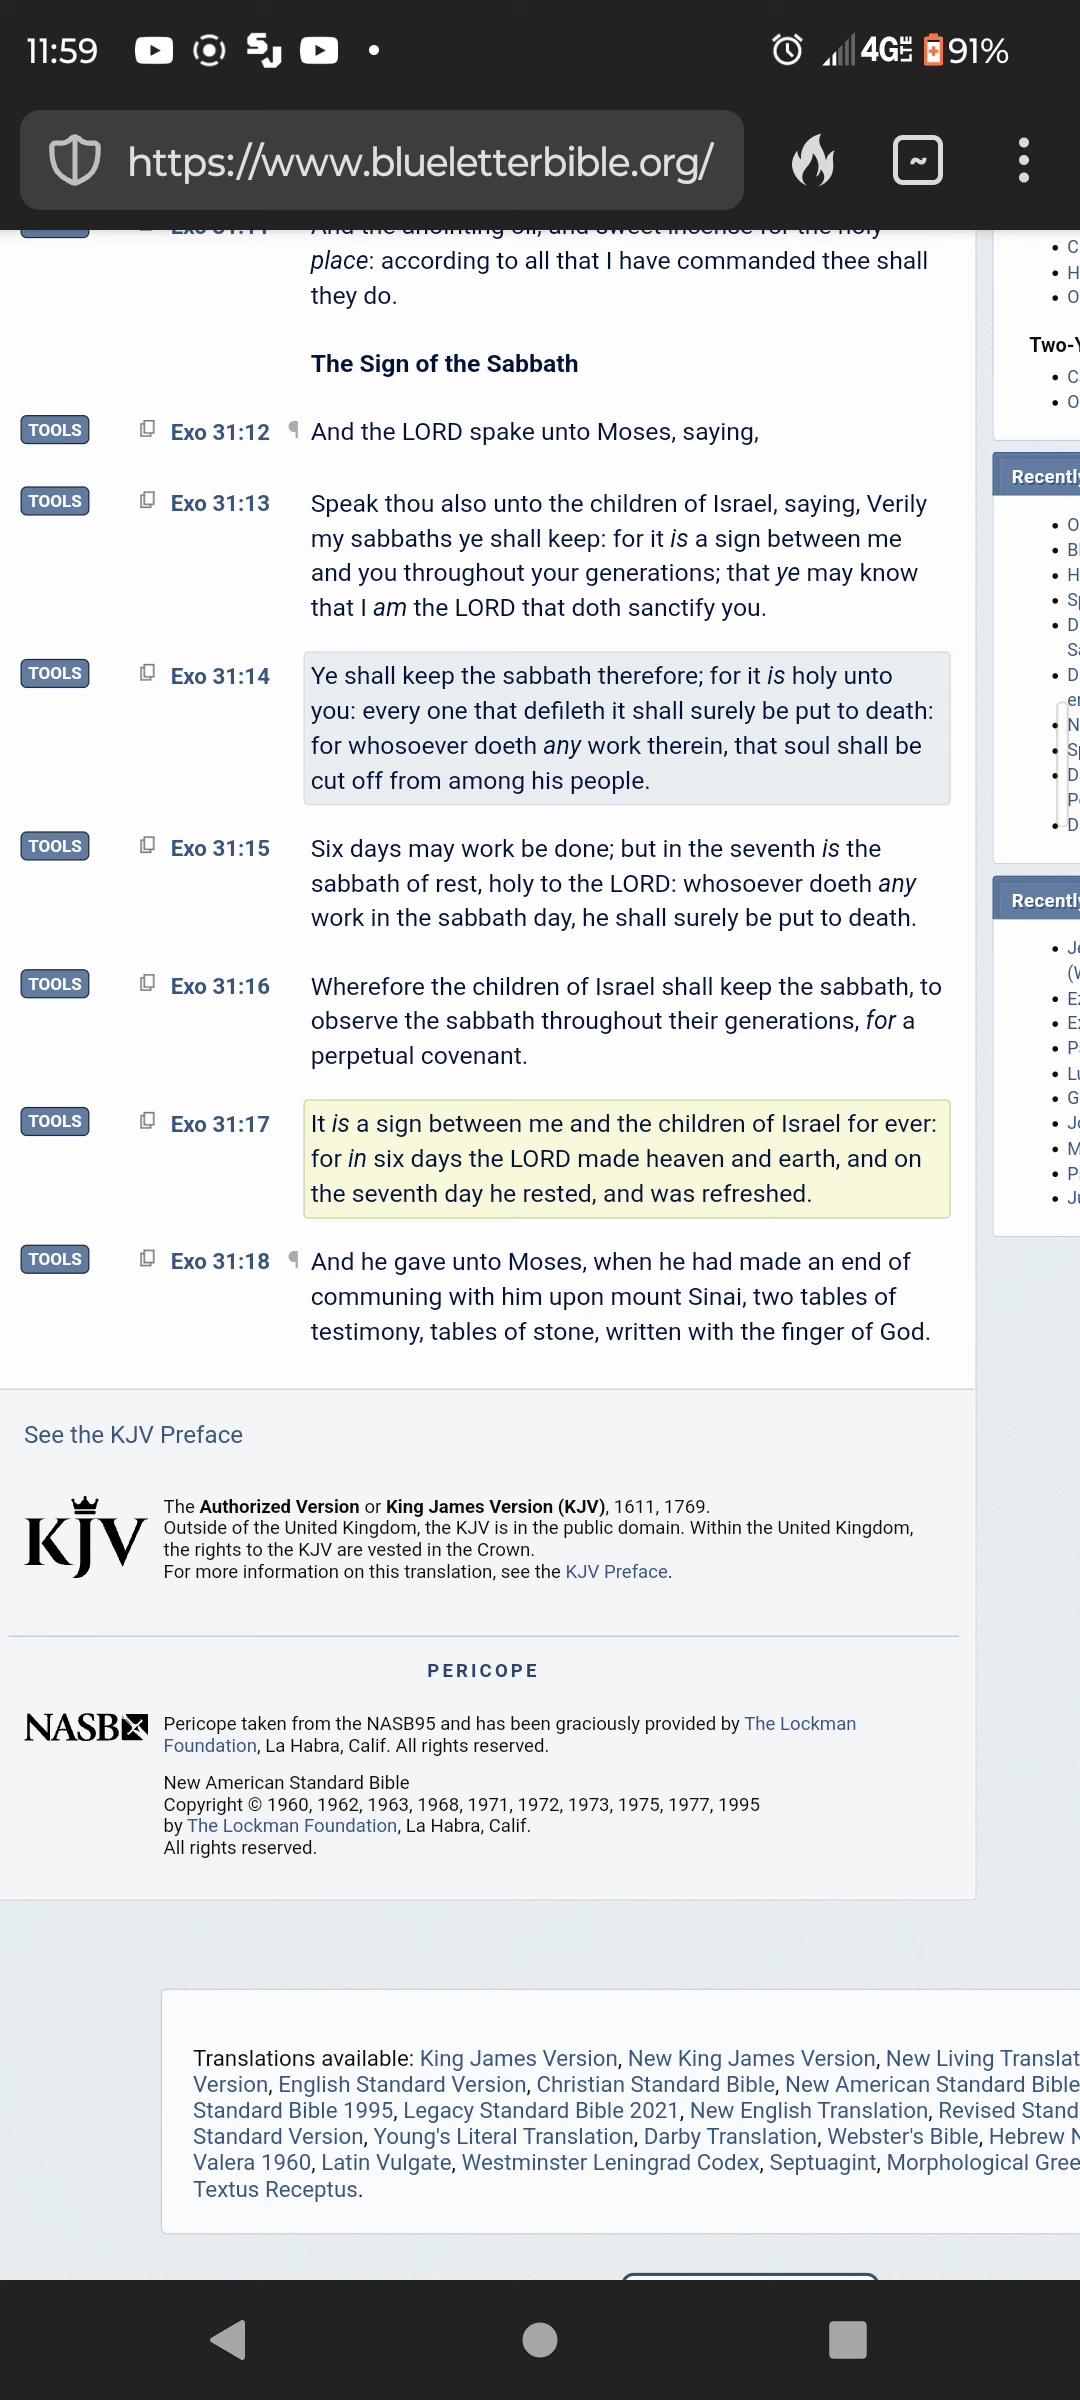 11:59 4G LTE 91%
https://www.blueletterbible.org/
Exo 31:11 And the anointing oil, and sweet incense for the holy
place: according to all that I have commanded thee shall
they do.
The Sign of the Sabbath
TOOLS Exo 31:12 ¶ And the LORD spake unto Moses, saying,
TOOLS Exo 31:13 Speak thou also unto the children of Israel, saying, Verily
my sabbaths ye shall keep: for it is a sign between me
and you throughout your generations; that ye may know
that I am the LORD that doth sanctify you.
TOOLS Exo 31:14 Ye shall keep the sabbath therefore; for it is holy unto
you: every one that defileth it shall surely be put to death:
for whosoever doeth any work therein, that soul shall be
cut off from among his people.
TOOLS Exo 31:15 Six days may work be done; but in the seventh is the
sabbath of rest, holy to the LORD: whosoever doeth any
work in the sabbath day, he shall surely be put to death.
TOOLS Exo 31:16 Wherefore the children of Israel shall keep the sabbath, to
observe the sabbath throughout their generations, for a
perpetual covenant.
TOOLS Exo 31:17 It is a sign between me and the children of Israel for ever:
for in six days the LORD made heaven and earth, and on
the seventh day he rested, and was refreshed.
TOOLS Exo 31:18 ¶ And he gave unto Moses, when he had made an end of
communing with him upon mount Sinai, two tables of
testimony, tables of stone, written with the finger of God.
See the KJV Preface
KJV
The Authorized Version or King James Version (KJV), 1611, 1769.
Outside of the United Kingdom, the KJV is in the public domain. Within the United Kingdom,
the rights to the KJV are vested in the Crown.
For more information on this translation, see the KJV Preface.
PERICOPE
NASB
Pericope taken from the NASB95 and has been graciously provided by The Lockman
Foundation, La Habra, Calif. All rights reserved.
New American Standard Bible
Copyright © 1960, 1962, 1963, 1968, 1971, 1972, 1973, 1975, 1977, 1995
by The Lockman Foundation, La Habra, Calif.
All rights reserved.
Two-Y
Recently
Recently
Translations available: King James Version, New King James Version, New Living Translat
Version, English Standard Version, Christian Standard Bible, New American Standard Bible
Standard Bible 1995, Legacy Standard Bible 2021, New English Translation, Revised Stand
Standard Version, Young's Literal Translation, Darby Translation, Webster's Bible, Hebrew N
Valera 1960, Latin Vulgate, Westminster Leningrad Codex, Septuagint, Morphological Gree
Textus Receptus.